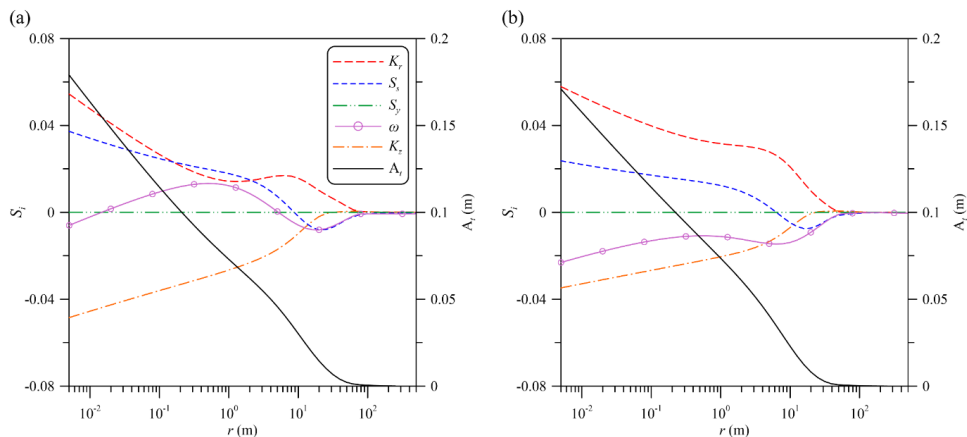 (a)
(b)
0.08
0.04
0
-0.04
-0.08
S_i
0.2
0.15
0.1
0.05
0
A_t (m)
K_r
S_s
S_y
ω
K_z
A_t
10^-2
10^-1
10^0
10^1
10^2
r (m)
0.08
0.04
0
-0.04
-0.08
S_i
0.2
0.15
0.1
0.05
0
A_t (m)
10^-2
10^-1
10^0
10^1
10^2
r (m)